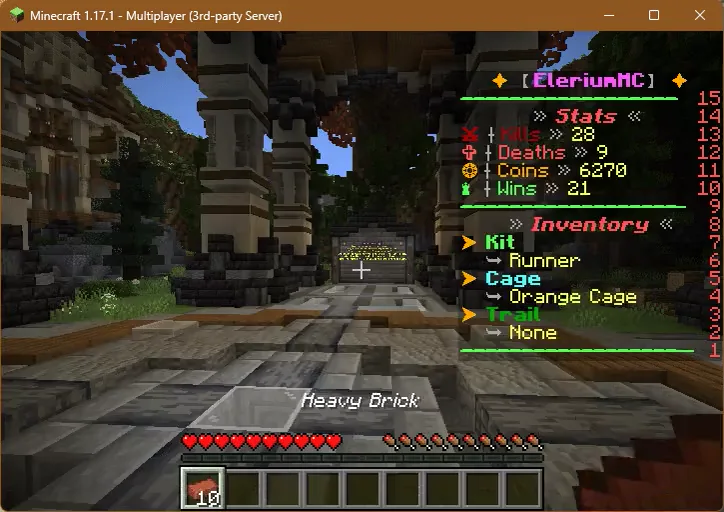 Minecraft 1.17.1 - Multiplayer (3rd-party Server)
[EleriumMC]
15
» Stats « 14
Kills » 28 13
Deaths » 9 12
Coins » 6270 11
Wins » 21 10
9
» Inventory « 8
Kit 7
Runner 6
Cage 5
Orange Cage 4
Trail 3
None 2
1
Heavy Brick
10